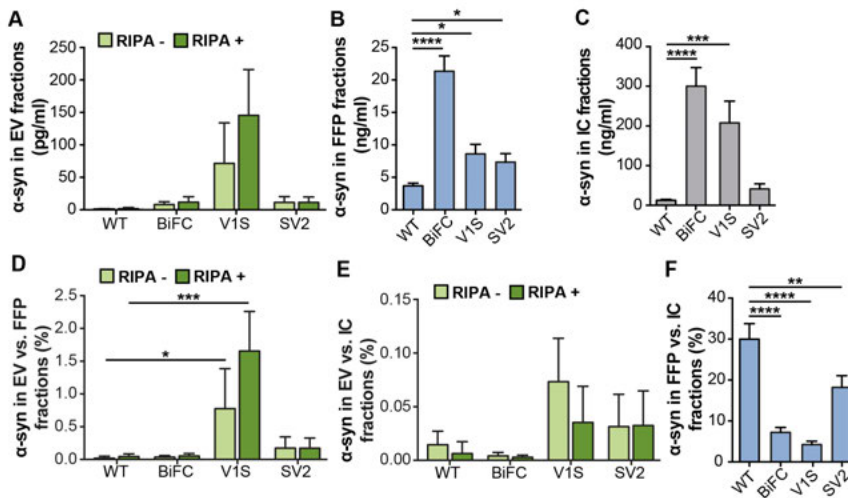 A
RIPA - RIPA +
α-syn in EV fractions
(pg/ml)
250
200
150
100
50
0
WT BiFC V1S SV2
B
*
*
****
α-syn in FFP fractions
(ng/ml)
30
25
20
15
10
5
0
WT BiFC V1S SV2
C
***
****
α-syn in IC fractions
(ng/ml)
400
300
200
100
0
WT BiFC V1S SV2
D
RIPA - RIPA +
***
*
α-syn in EV vs. FFP
fractions (%)
2.5
2.0
1.5
1.0
0.5
0.0
WT BiFC V1S SV2
E
RIPA - RIPA +
α-syn in EV vs. IC
fractions (%)
0.15
0.10
0.05
0.00
WT BiFC V1S SV2
F
**
****
****
α-syn in FFP vs. IC
fractions (%)
40
30
20
10
0
WT BiFC V1S SV2